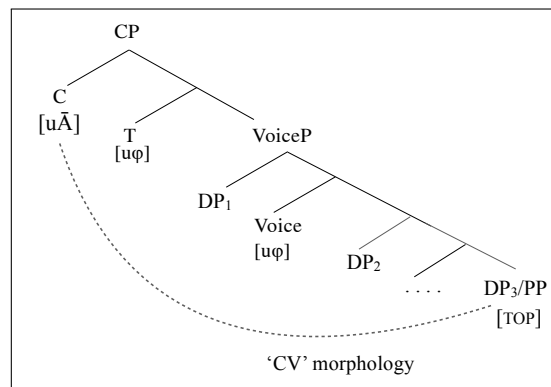 CP
C
[uĀ]
T
[uφ]
VoiceP
DP₁
Voice
[uφ]
DP₂
. . . .
DP₃/PP
[TOP]
‘CV’ morphology